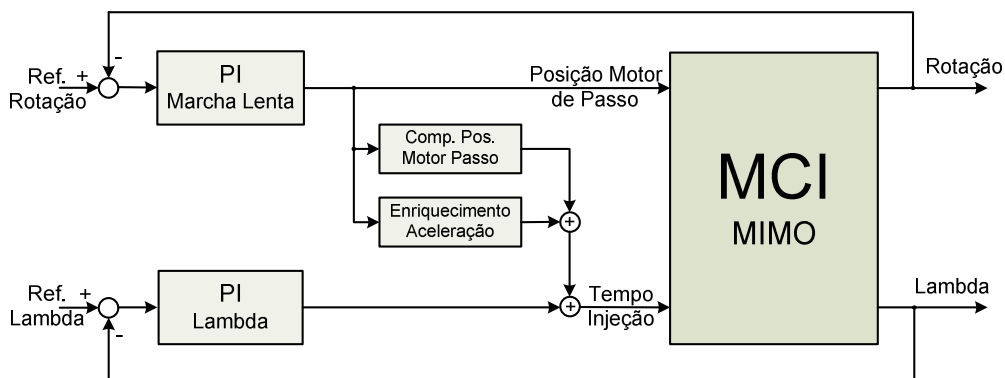 -
Ref. +
Rotação
PI
Marcha Lenta
Posição Motor
de Passo
Rotação
Comp. Pos.
Motor Passo
MCI
MIMO
Enriquecimento
Aceleração
+
Ref. +
Lambda
-
PI
Lambda
+
Tempo
Injeção
Lambda